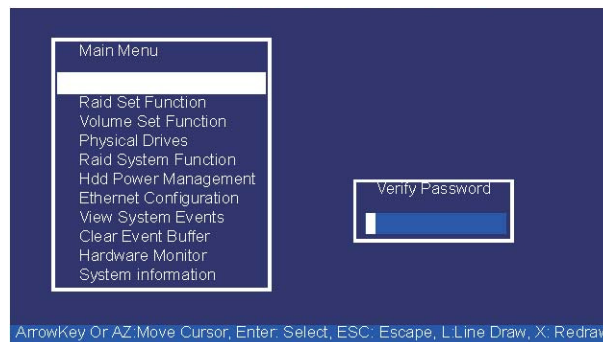 Main Menu
Raid Set Function
Volume Set Function
Physical Drives
Raid System Function
Hdd Power Management
Ethernet Configuration
View System Events
Clear Event Buffer
Hardware Monitor
System information
Verify Password
ArrowKey Or AZ:Move Cursor, Enter: Select, ESC: Escape, L:Line Draw, X: Redraw